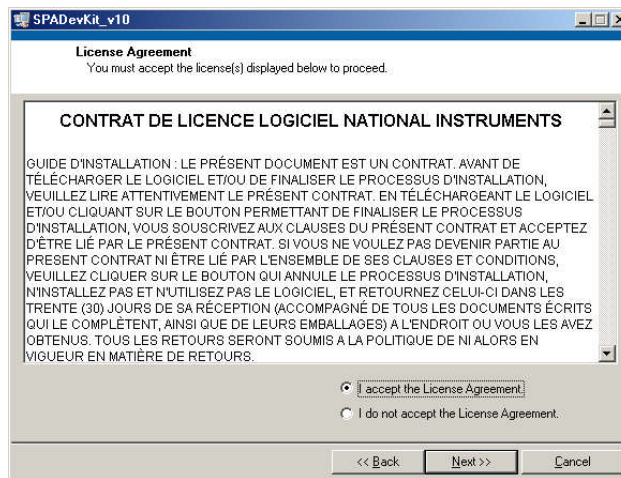 SPADevKit_v10
License Agreement
You must accept the license(s) displayed below to proceed.
CONTRAT DE LICENCE LOGICIEL NATIONAL INSTRUMENTS
GUIDE D'INSTALLATION : LE PRÉSENT DOCUMENT EST UN CONTRAT. AVANT DE
TÉLÉCHARGER LE LOGICIEL ET/OU DE FINALISER LE PROCESSUS D'INSTALLATION,
VEUILLEZ LIRE ATTENTIVEMENT LE PRÉSENT CONTRAT. EN TÉLÉCHARGEANT LE LOGICIEL
ET/OU CLIQUANT SUR LE BOUTON PERMETTANT DE FINALISER LE PROCESSUS
D'INSTALLATION, VOUS SOUSCRIVEZ AUX CLAUSES DU PRÉSENT CONTRAT ET ACCEPTEZ
D'ÊTRE LIÉ PAR LE PRÉSENT CONTRAT. SI VOUS NE VOULEZ PAS DEVENIR PARTIE AU
PRESENT CONTRAT NI ÊTRE LIÉ PAR L'ENSEMBLE DE SES CLAUSES ET CONDITIONS,
VEUILLEZ CLIQUER SUR LE BOUTON QUI ANNULE LE PROCESSUS D'INSTALLATION,
N'INSTALLEZ PAS ET N'UTILISEZ PAS LE LOGICIEL, ET RETOURNEZ CELUI-CI DANS LES
TRENTE (30) JOURS DE SA RÉCEPTION (ACCOMPAGNÉ DE TOUS LES DOCUMENTS ÉCRITS
QUI LE COMPLÈTENT, AINSI QUE DE LEURS EMBALLAGES) A L'ENDROIT OU VOUS LES AVEZ
OBTENUS. TOUS LES RETOURS SERONT SOUMIS A LA POLITIQUE DE NI ALORS EN
VIGUEUR EN MATIÈRE DE RETOURS.
I accept the License Agreement.
I do not accept the License Agreement.
<< Back Next >> Cancel